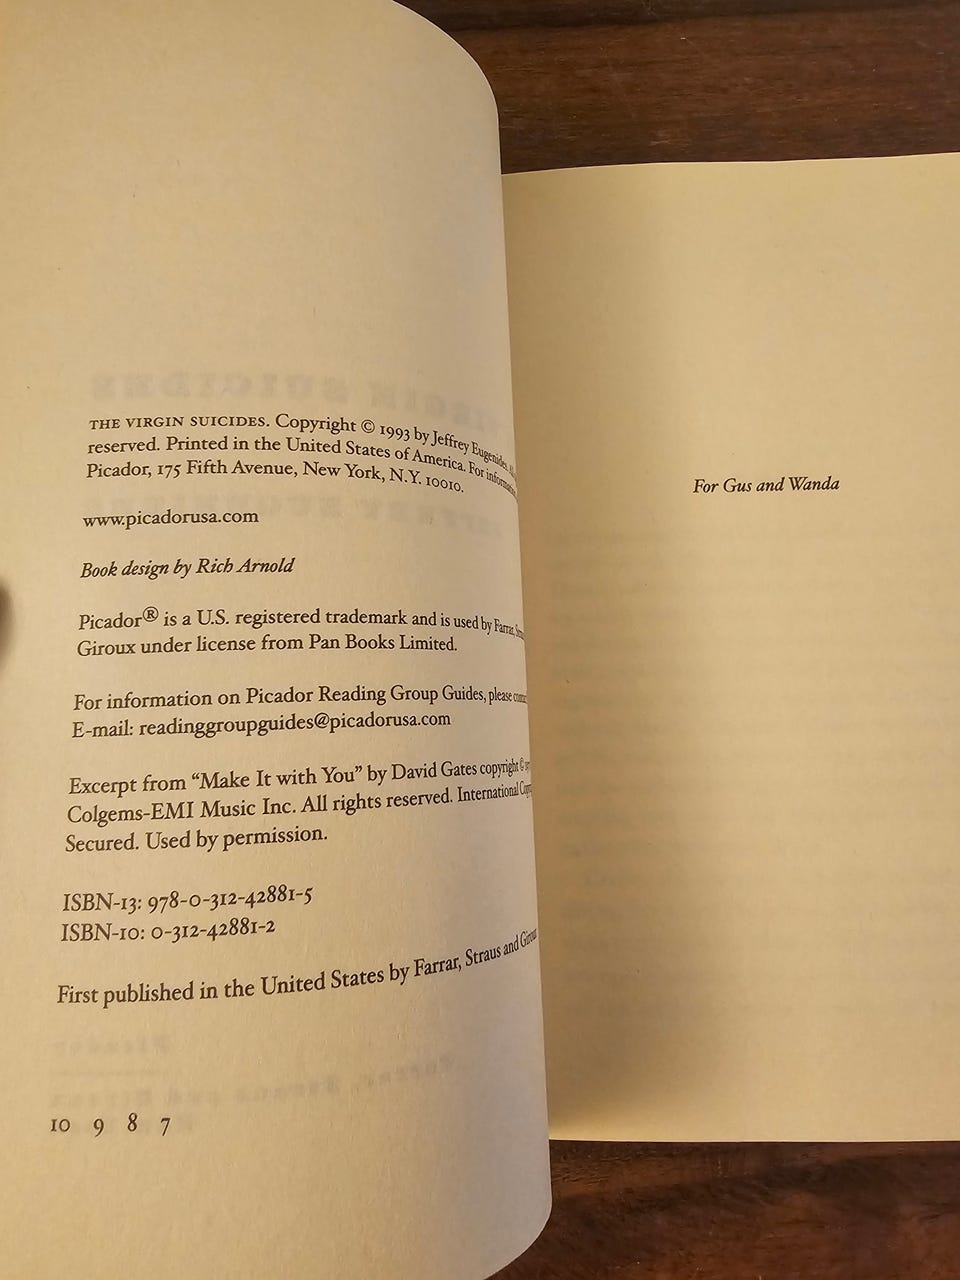 THE VIRGIN SUICIDES. Copyright © 1993 by Jeffrey Eugenides.
reserved. Printed in the United States of America. For
Picador, 175 Fifth Avenue, New York, N.Y. 10010.
www.picadorusa.com
Book design by Rich Arnold
Picador® is a U.S. registered trademark and is used by Farrar,
Giroux under license from Pan Books Limited.
For information on Picador Reading Group Guides, please
E-mail: readinggroupguides@picadorusa.com
Excerpt from “Make It with You” by David Gates copyright ©
Colgems-EMI Music Inc. All rights reserved. International
Secured. Used by permission.
ISBN-13: 978-0-312-42881-5
ISBN-10: 0-312-42881-2
First published in the United States by Farrar, Straus and Giroux
10 9 8 7
For Gus and Wanda